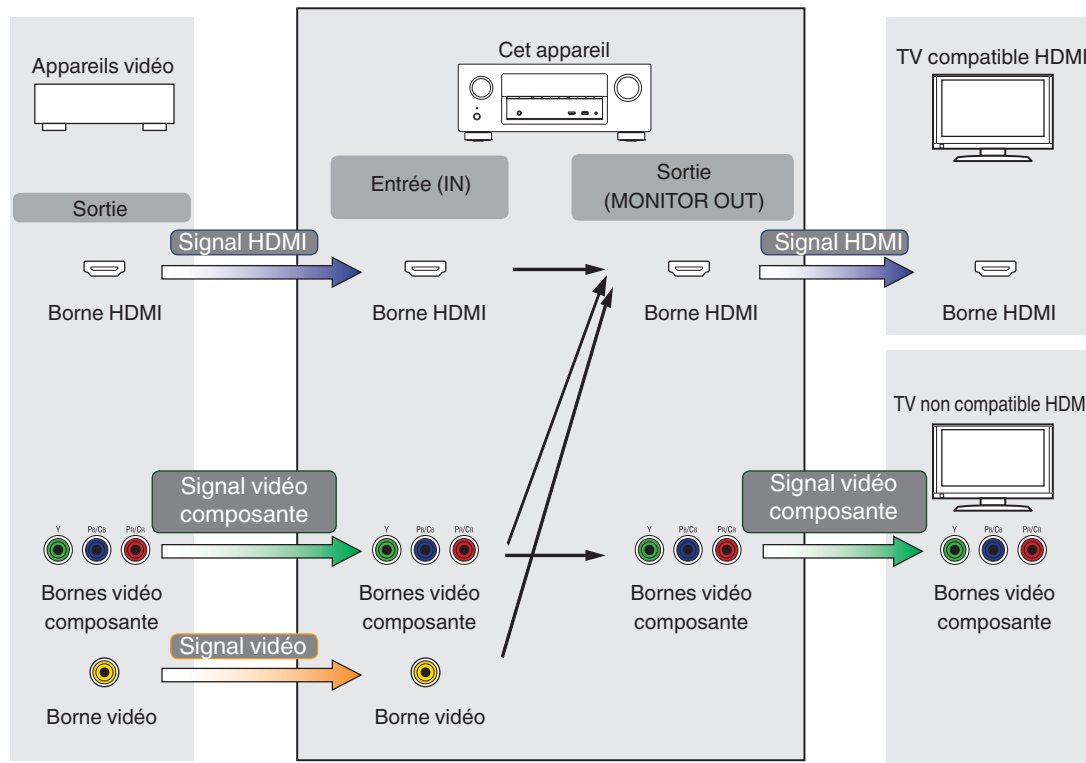 Cet appareil
Appareils vidéo
TV compatible HDMI
Entrée (IN)
Sortie
(MONITOR OUT)
Sortie
Signal HDMI
Signal HDMI
Borne HDMI
Borne HDMI
Borne HDMI
Borne HDMI
TV non compatible HDM
Signal vidéo
composante
Signal vidéo
composante
Y PB/CB PR/CR
Y PB/CB PR/CR
Y PB/CB PR/CR
Y PB/CB PR/CR
Bornes vidéo
composante
Bornes vidéo
composante
Bornes vidéo
composante
Bornes vidéo
composante
Signal vidéo
Borne vidéo
Borne vidéo